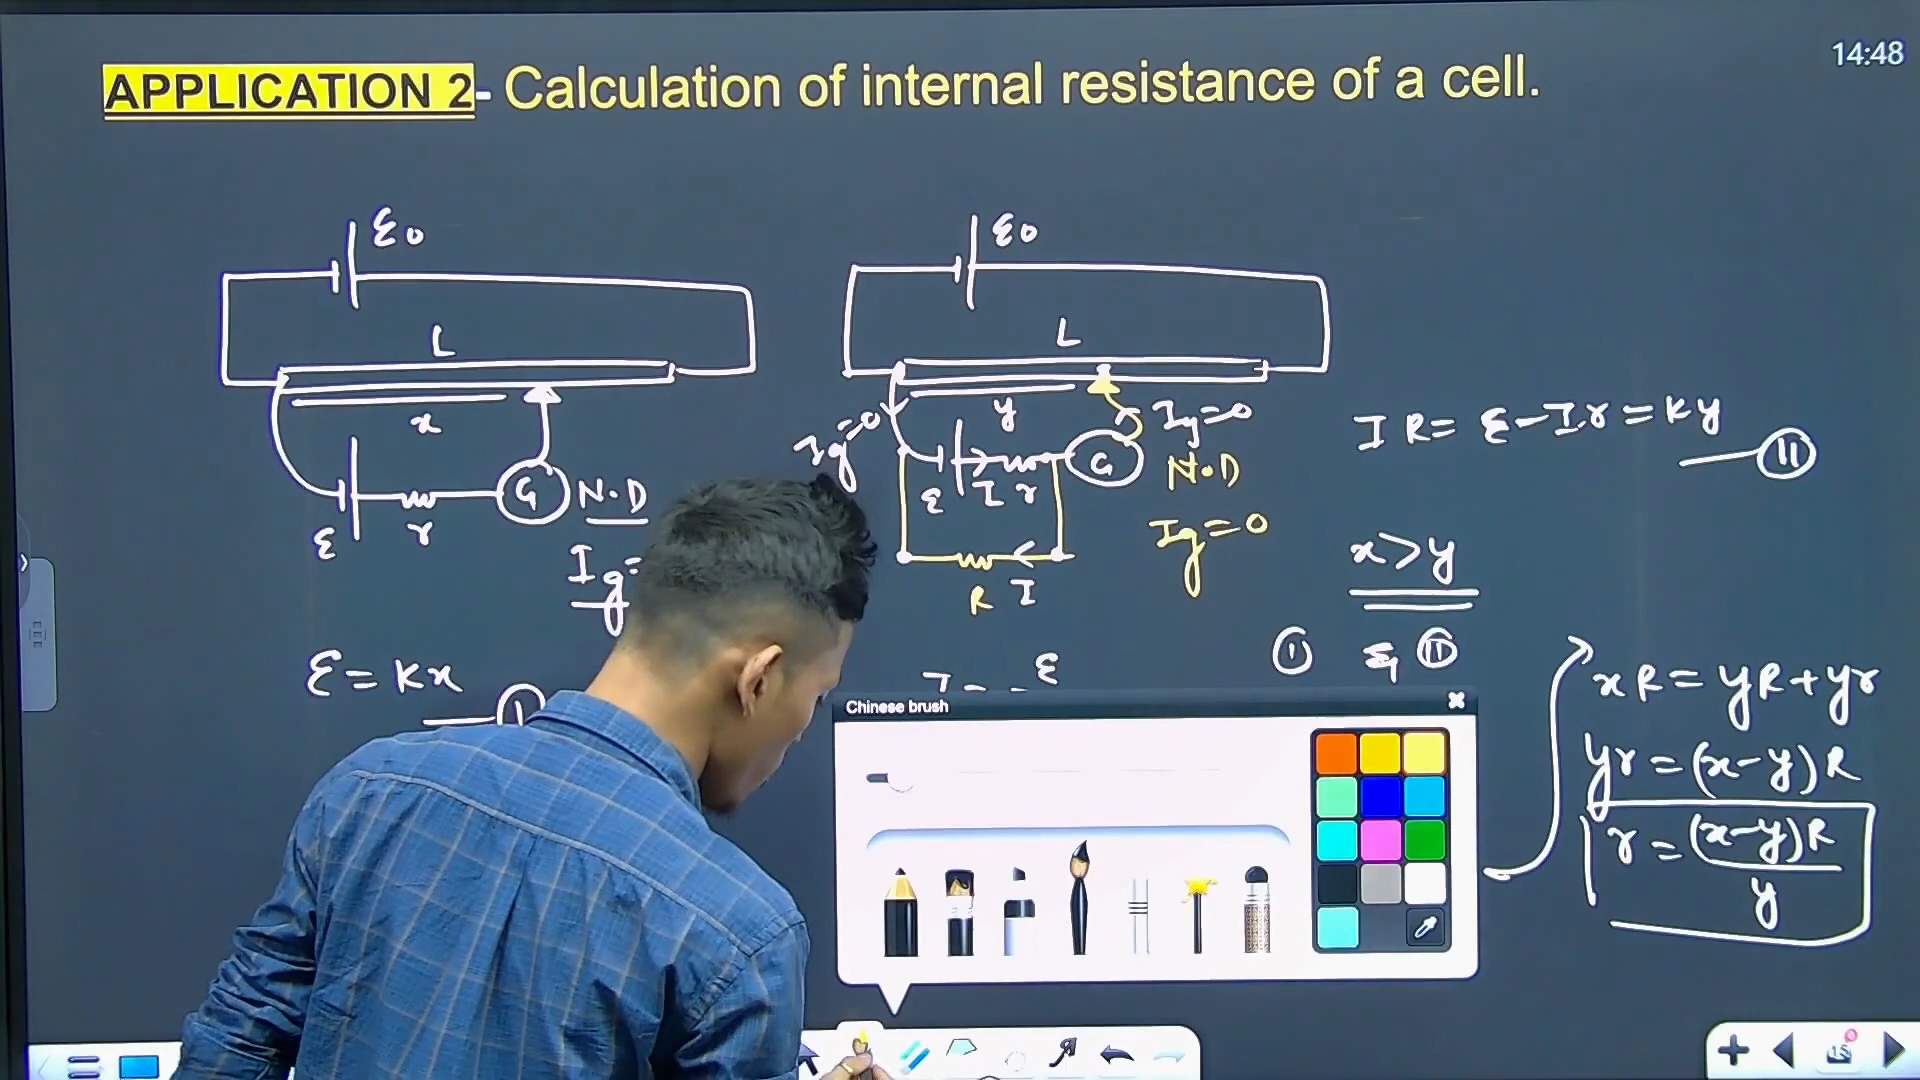 14:48
APPLICATION 2- Calculation of internal resistance of a cell.
ε0
L
x
ε
r
G
N.D
Ig=
ε = Kx
I
ε0
L
y
Ig=0
Ig=0
ε
I
r
G
N.D
Ig=0
R
I
ε
IR = ε-Ir = Ky
II
x>y
I & II
xR = yR+yr
yr = (x-y)R
r = (x-y)R
y
Chinese brush